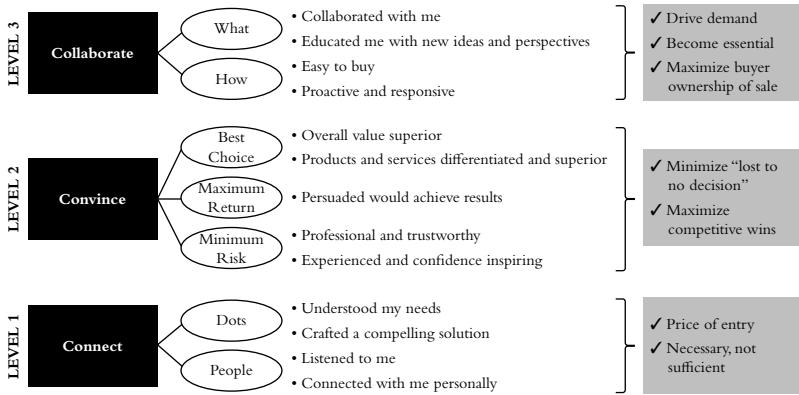 LEVEL 3
Collaborate
What
How
• Collaborated with me
• Educated me with new ideas and perspectives
• Easy to buy
• Proactive and responsive
✓ Drive demand
✓ Become essential
✓ Maximize buyer
ownership of sale
LEVEL 2
Convince
Best
Choice
Maximum
Return
Minimum
Risk
• Overall value superior
• Products and services differentiated and superior
• Persuaded would achieve results
• Professional and trustworthy
• Experienced and confidence inspiring
✓ Minimize “lost to
no decision”
✓ Maximize
competitive wins
LEVEL 1
Connect
Dots
People
• Understood my needs
• Crafted a compelling solution
• Listened to me
• Connected with me personally
✓ Price of entry
✓ Necessary, not
sufficient